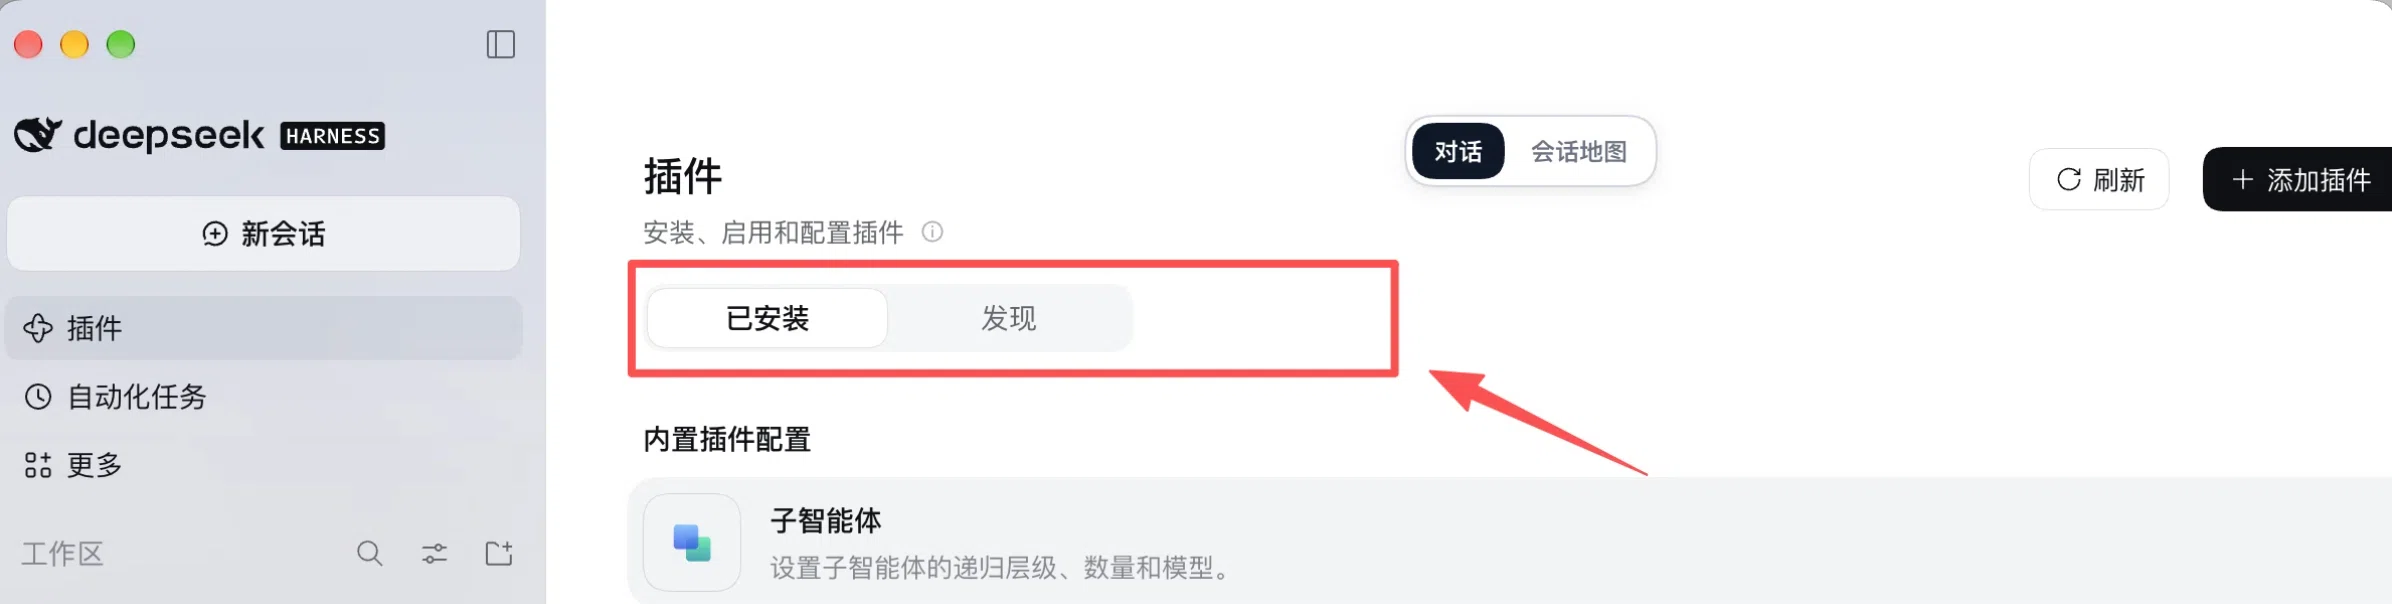 deepseek HARNESS
新会话
插件
自动化任务
更多
工作区
对话 会话地图
插件
安装、启用和配置插件
刷新
添加插件
已安装 发现
内置插件配置
子智能体
设置子智能体的递归层级、数量和模型。